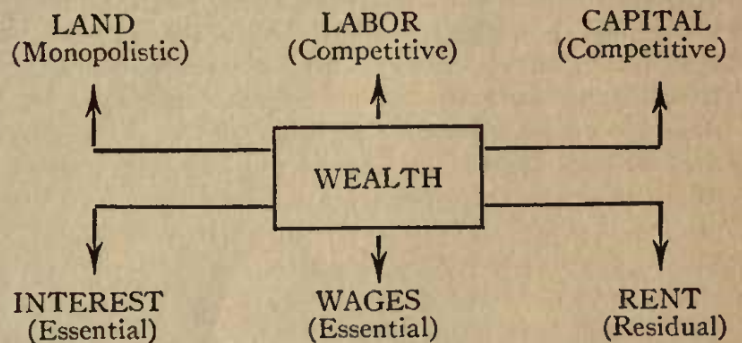 LAND LABOR CAPITAL
(Monopolistic) (Competitive) (Competitive)
WEALTH
INTEREST WAGES RENT
(Essential) (Essential) (Residual)